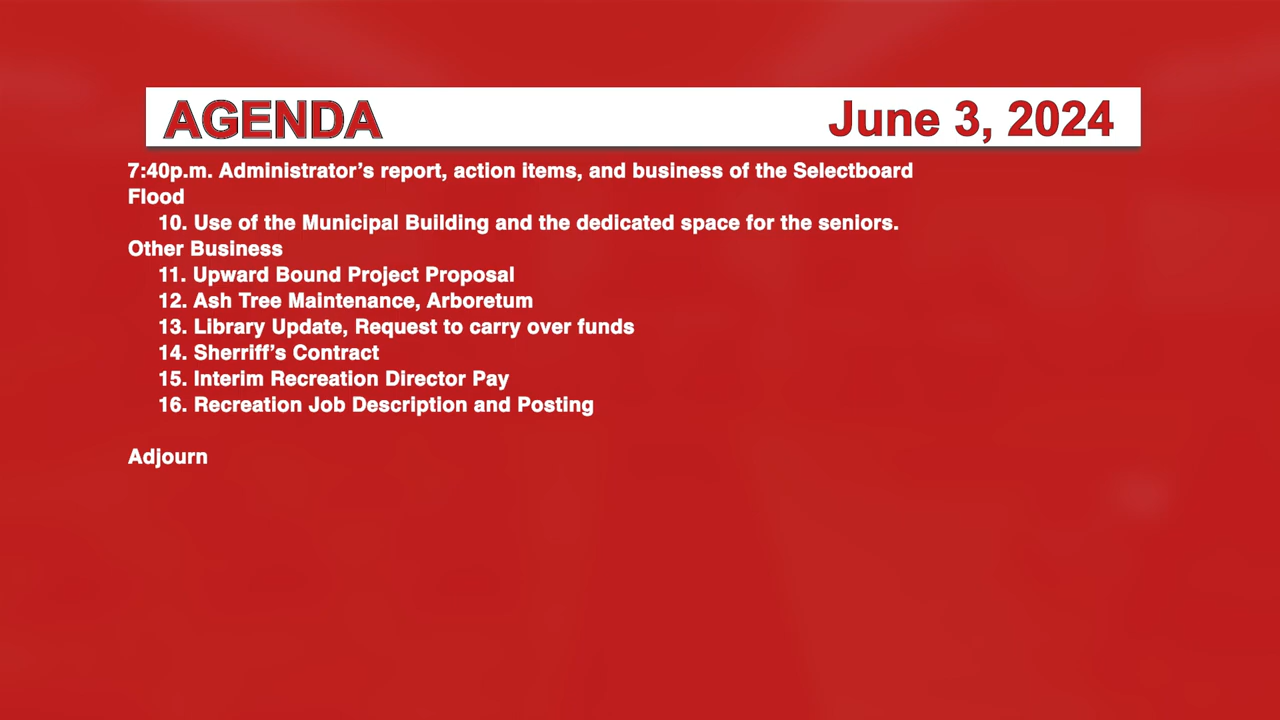 AGENDA June 3, 2024
7:40p.m. Administrator’s report, action items, and business of the Selectboard
Flood
10. Use of the Municipal Building and the dedicated space for the seniors.
Other Business
11. Upward Bound Project Proposal
12. Ash Tree Maintenance, Arboretum
13. Library Update, Request to carry over funds
14. Sherriff’s Contract
15. Interim Recreation Director Pay
16. Recreation Job Description and Posting
Adjourn